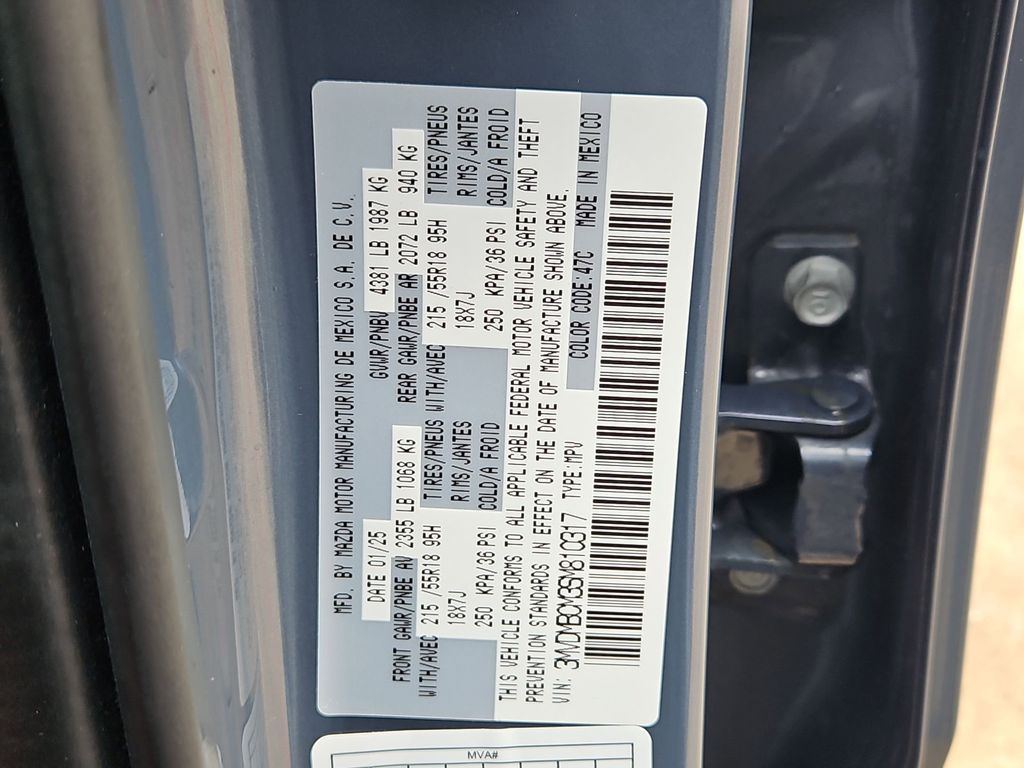 MFD. BY MAZDA MOTOR MANUFACTURING DE MEXICO S.A. DE C.V.
DATE 01/25 GVWR/PNBV 4381 LB 1987 KG
FRONT GAWR/PNBE AV 2355 LB 1068 KG REAR GAWR/PNBE AR 2072 LB 940 KG
WITH/AVEC 215 /55R18 95H TIRES/PNEUS WITH/AVEC 215 /55R18 95H TIRES/PNEUS
18X7J RIMS/JANTES 18X7J RIMS/JANTES
250 KPA/36 PSI COLD/A FROID 250 KPA/36 PSI COLD/A FROID
THIS VEHICLE CONFORMS TO ALL APPLICABLE FEDERAL MOTOR VEHICLE SAFETY AND THEFT
PREVENTION STANDARDS IN EFFECT ON THE DATE OF MANUFACTURE SHOWN ABOVE.
VIN: 3MVDMBCM3SM810317 TYPE:MPV COLOR CODE 47C MADE IN MEXICO
MVA#